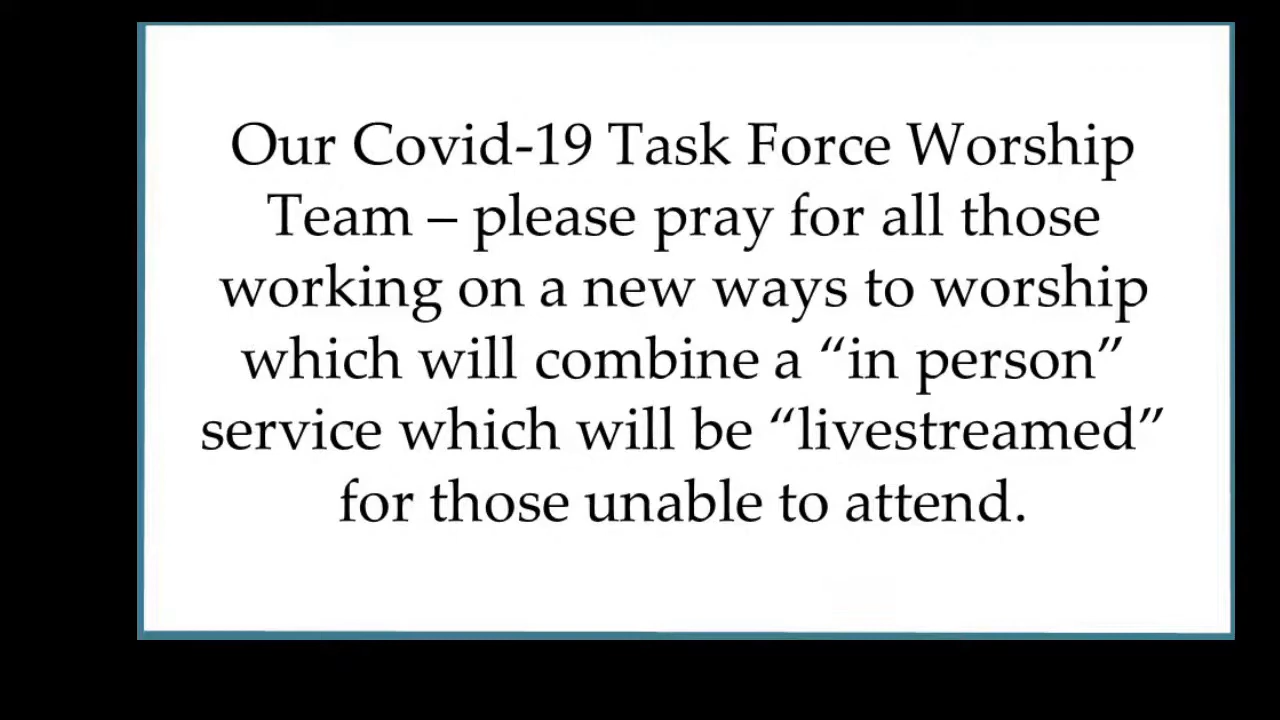 Our Covid-19 Task Force Worship
Team – please pray for all those
working on a new ways to worship
which will combine a “in person”
service which will be “livestreamed”
for those unable to attend.